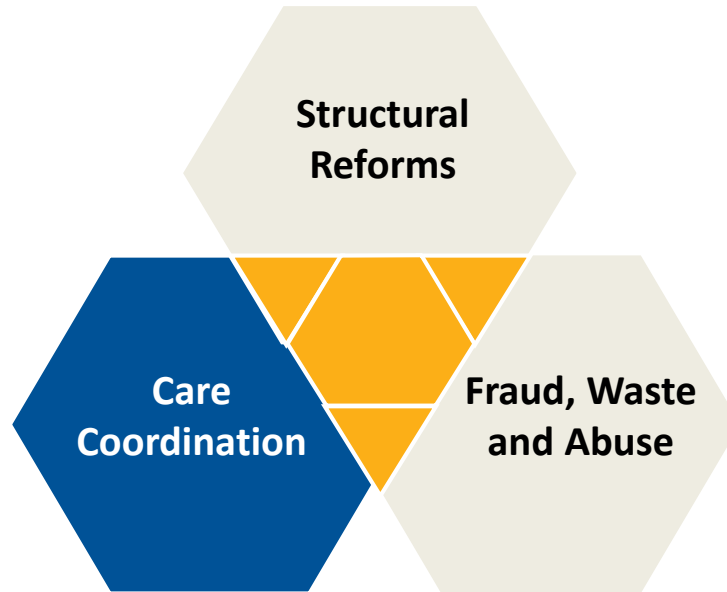 Structural
Reforms
Care
Coordination
Fraud, Waste
and Abuse